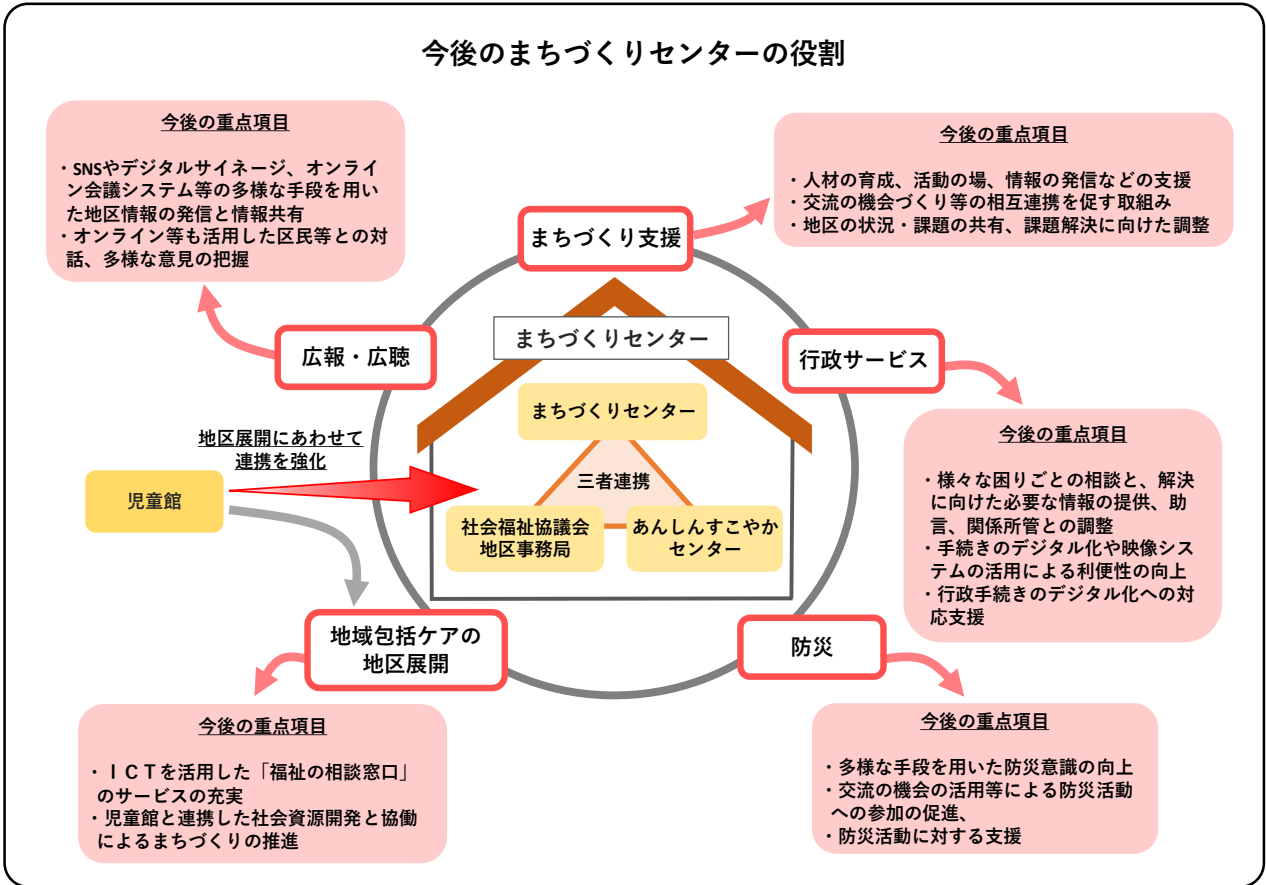 今後のまちづくりセンターの役割
今後の重点項目
・SNSやデジタルサイネージ、オンライ
ン会議システム等の多様な手段を用い
た地区情報の発信と情報共有
・オンライン等も活用した区民等との対
話、多様な意見の把握
今後の重点項目
・人材の育成、活動の場、情報の発信などの支援
・交流の機会づくり等の相互連携を促す取組み
・地区の状況・課題の共有、課題解決に向けた調整
まちづくり支援
広報・広聴
まちづくりセンター
行政サービス
まちづくりセンター
三者連携
社会福祉協議会
地区事務局
あんしんすこやか
センター
地区展開にあわせて
連携を強化
児童館
今後の重点項目
・様々な困りごとの相談と、解決
に向けた必要な情報の提供、助
言、関係所管との調整
・手続きのデジタル化や映像シス
テムの活用による利便性の向上
・行政手続きのデジタル化への対
応支援
地域包括ケアの
地区展開
防災
今後の重点項目
・ＩＣＴを活用した「福祉の相談窓口」
のサービスの充実
・児童館と連携した社会資源開発と協働
によるまちづくりの推進
今後の重点項目
・多様な手段を用いた防災意識の向上
・交流の機会の活用等による防災活動
への参加の促進、
・防災活動に対する支援